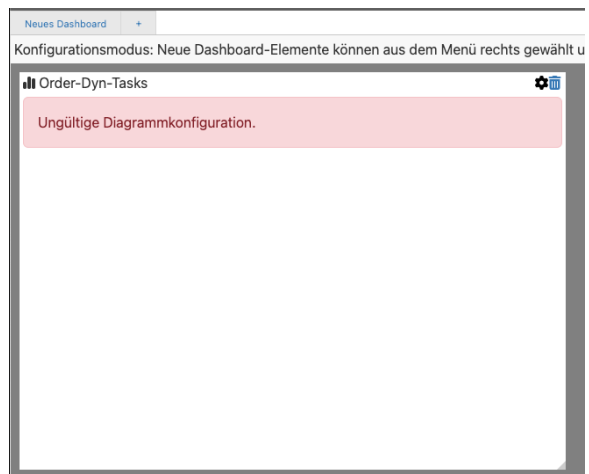 Neues Dashboard +
Konfigurationsmodus: Neue Dashboard-Elemente können aus dem Menü rechts gewählt u
Order-Dyn-Tasks
Ungültige Diagrammkonfiguration.